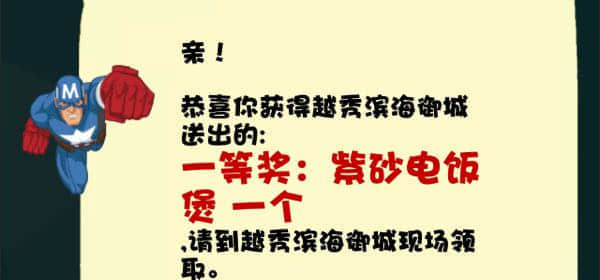 M
亲！
恭喜你获得越秀滨海御城
送出的:
一等奖：紫砂电饭
煲 一个
,请到越秀滨海御城现场领
取。